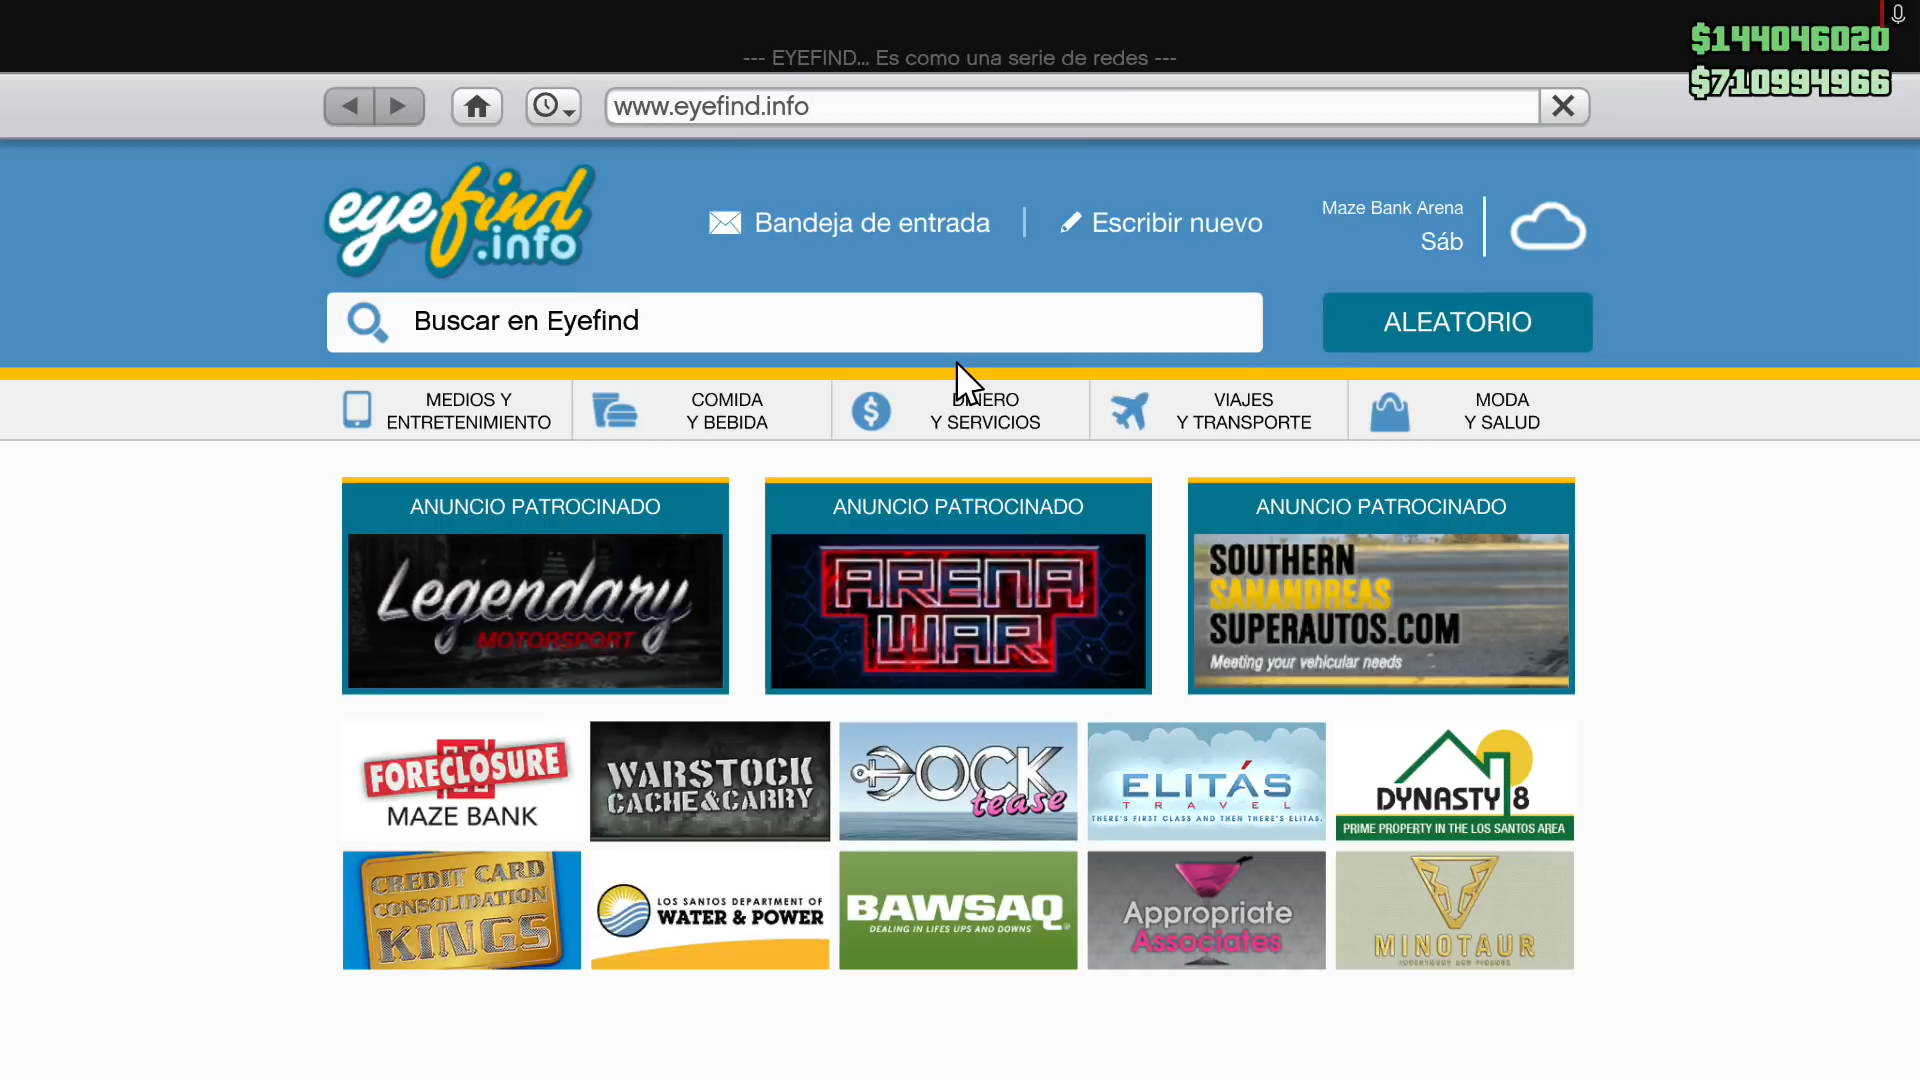 $144046020
--- EYEFIND... Es como una serie de redes ---
$710994966
www.eyefind.info
eyefind
.info
Bandeja de entrada
Escribir nuevo
Maze Bank Arena
Sáb
Buscar en Eyefind
ALEATORIO
MEDIOS Y
ENTRETENIMIENTO
COMIDA
Y BEBIDA
DINERO
Y SERVICIOS
VIAJES
Y TRANSPORTE
MODA
Y SALUD
ANUNCIO PATROCINADO
Legendary
MOTORSPORT
ANUNCIO PATROCINADO
ARENA
WAR
ANUNCIO PATROCINADO
SOUTHERN
SANANDREAS
SUPERAUTOS.COM
Meeting your vehicular needs
FORECLOSURE
MAZE BANK
WARSTOCK
CACHE&CARRY
DOCK
tease
ELITÁS
TRAVEL
THERE'S FIRST CLASS AND THEN THERE'S ELITÁS.
DYNASTY 8
PRIME PROPERTY IN THE LOS SANTOS AREA
CREDIT CARD
CONSOLIDATION
KINGS
LOS SANTOS DEPARTMENT OF
WATER & POWER
BAWSAQ
DEALING IN LIFES UPS AND DOWNS
Appropriate
Associates
MINOTAUR
INVESTMENT AND FINANCE